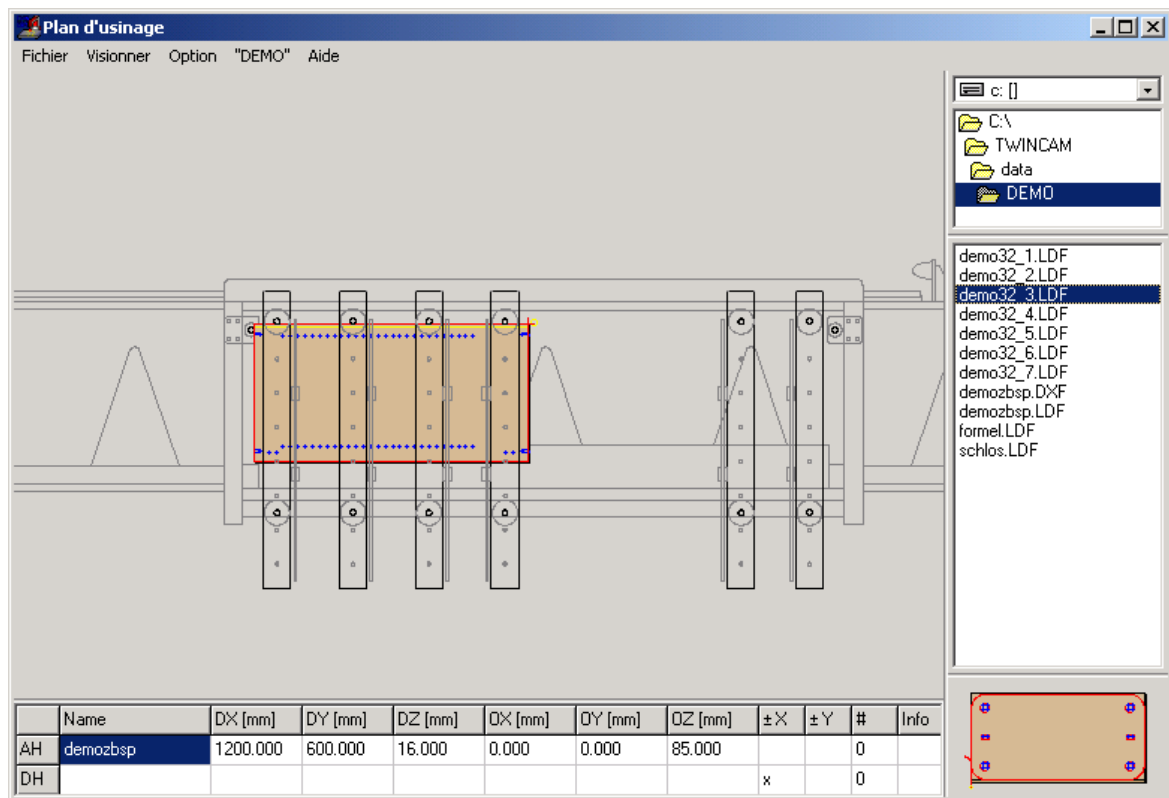 Plan d'usinage
Fichier Visionner Option "DEMO" Aide
c: []
C:\
TWINCAM
data
DEMO
demo32_1.LDF
demo32_2.LDF
demo32_3.LDF
demo32_4.LDF
demo32_5.LDF
demo32_6.LDF
demo32_7.LDF
demozbsp.DXF
demozbsp.LDF
formel.LDF
schlos.LDF
Name DX [mm] DY [mm] DZ [mm] OX [mm] OY [mm] OZ [mm] ±X ±Y # Info
AH demozbsp 1200.000 600.000 16.000 0.000 0.000 85.000 0
DH x 0